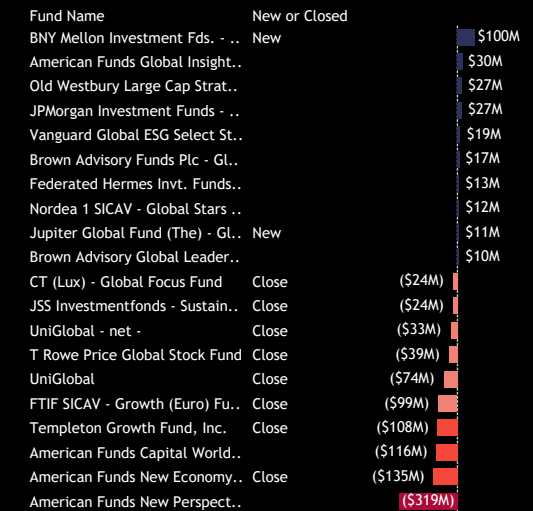 Fund Name New or Closed
BNY Mellon Investment Fds. - .. New $100M
American Funds Global Insight.. $30M
Old Westbury Large Cap Strat.. $27M
JPMorgan Investment Funds - .. $27M
Vanguard Global ESG Select St.. $19M
Brown Advisory Funds Plc - Gl.. $17M
Federated Hermes Invt. Funds.. $13M
Nordea 1 SICAV - Global Stars .. $12M
Jupiter Global Fund (The) - Gl.. New $11M
Brown Advisory Global Leader.. $10M
CT (Lux) - Global Focus Fund Close ($24M)
JSS Investmentfonds - Sustain.. Close ($24M)
UniGlobal - net - Close ($33M)
T Rowe Price Global Stock Fund Close ($39M)
UniGlobal Close ($74M)
FTIF SICAV - Growth (Euro) Fu.. Close ($99M)
Templeton Growth Fund, Inc. Close ($108M)
American Funds Capital World.. ($116M)
American Funds New Economy.. Close ($135M)
American Funds New Perspect.. ($319M)